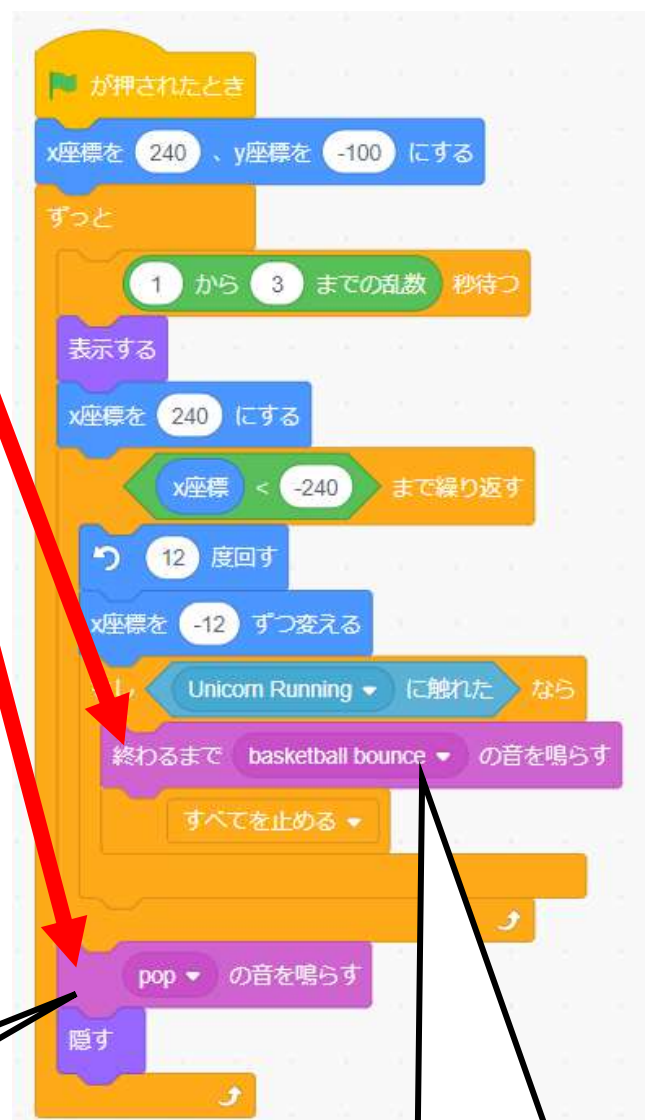 が押されたとき
x座標を 240 、y座標を -100 にする
ずっと
1 から 3 までの乱数 秒待つ
表示する
x座標を 240 にする
x座標 < -240 まで繰り返す
12 度回す
x座標を -12 ずつ変える
し Unicorn Running に触れた なら
終わるまで basketball bounce の音を鳴らす
すべてを止める
pop の音を鳴らす
隠す